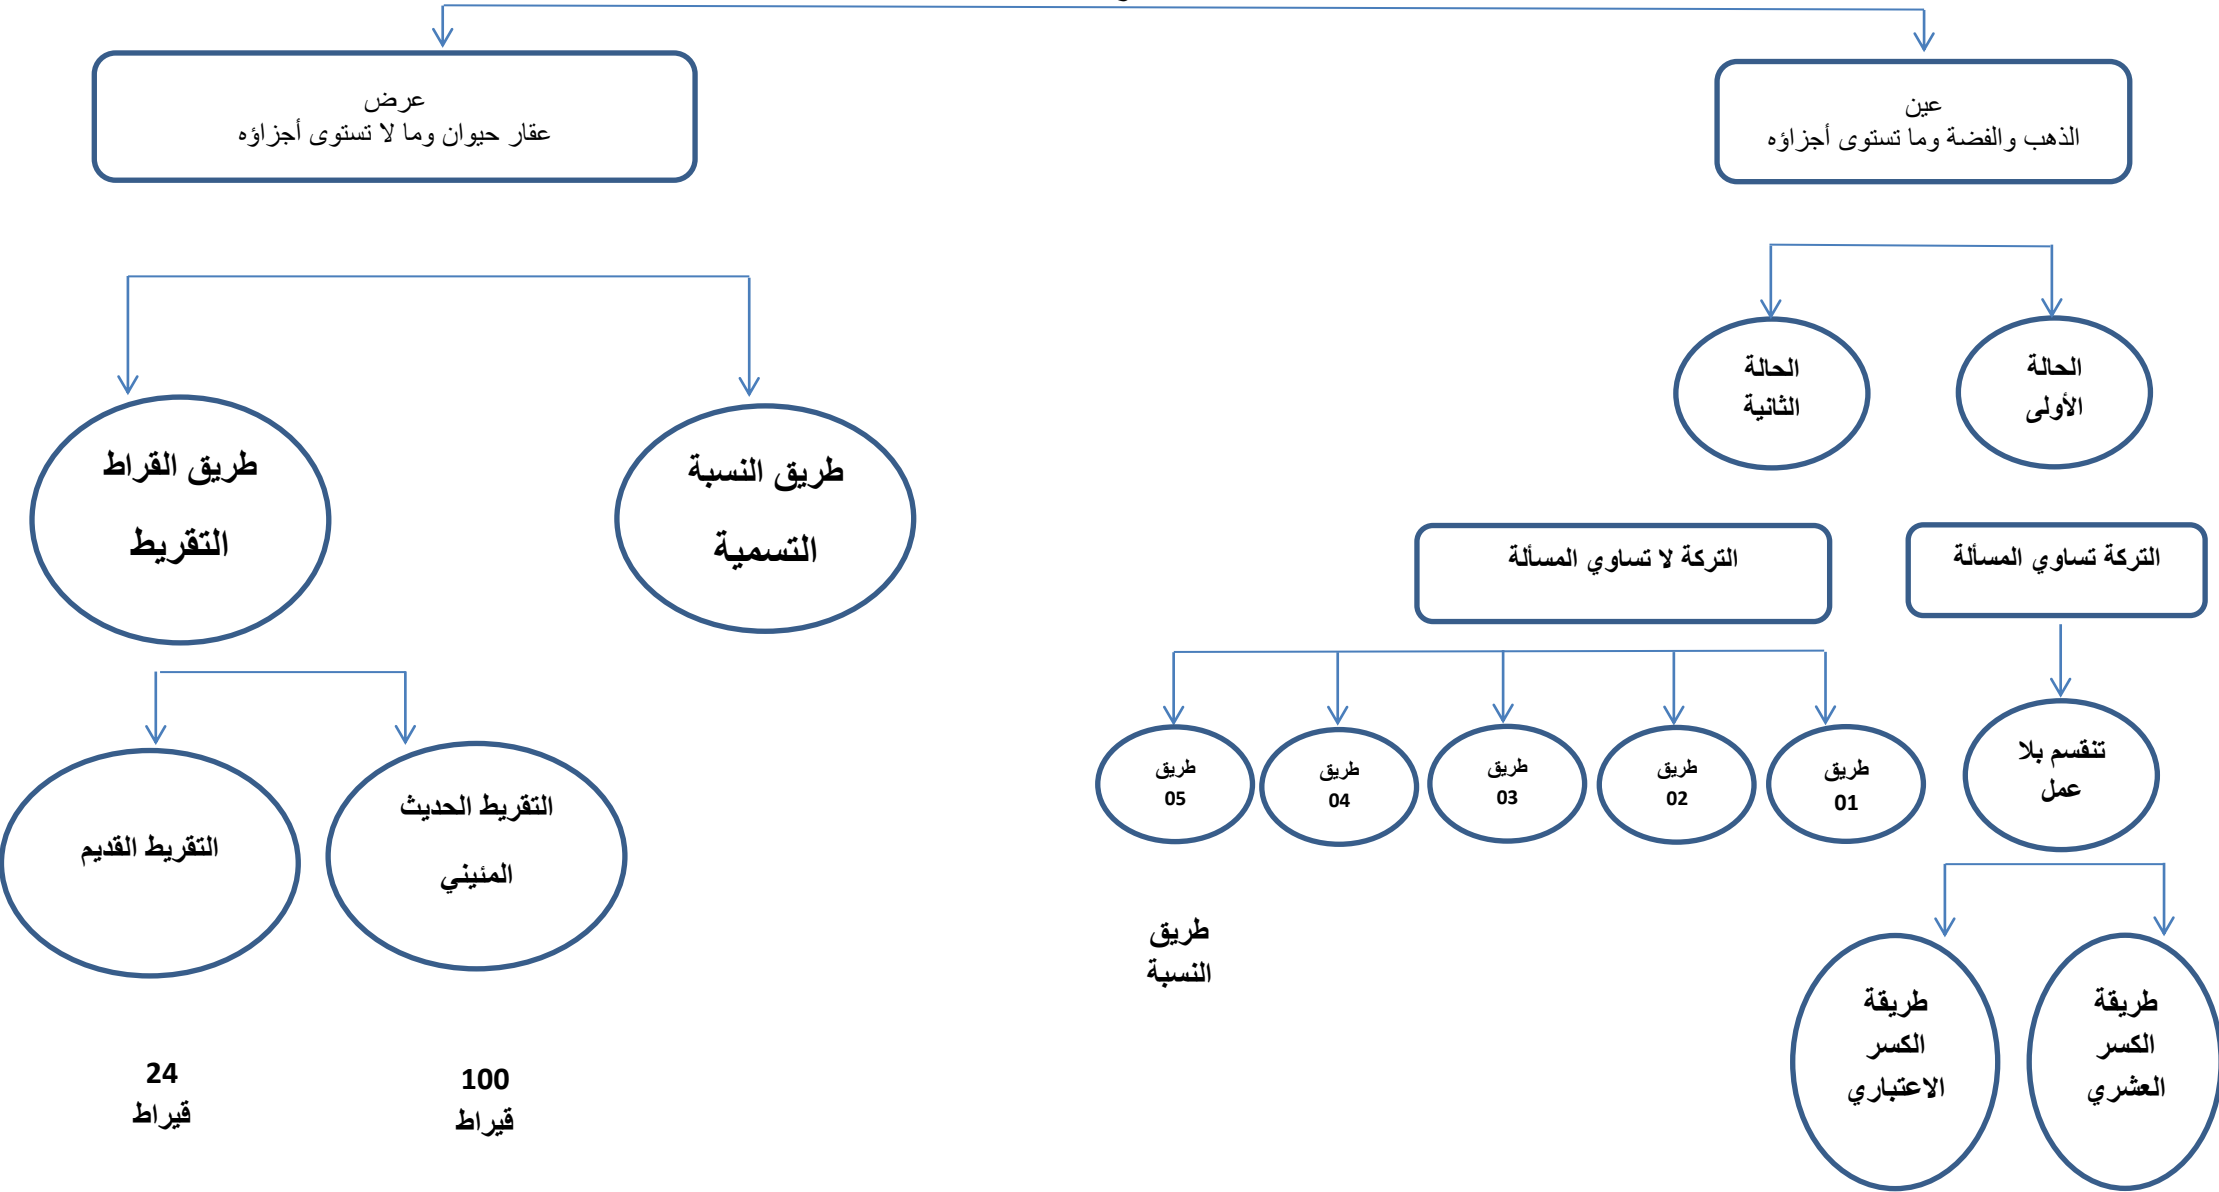 عين
الذهب والفضة وما تستوى أجزاؤه
عرض
عقار حيوان وما لا تستوى أجزاؤه
الحالة
الأولى
الحالة
الثانية
طريق النسبة
التسمية
طريق القراط
التقريط
التركة تساوي المسألة
التركة لا تساوي المسألة
تنقسم بلا
عمل
طريق
01
طريق
02
طريق
03
طريق
04
طريق
05
التقريط الحديث
المئيني
التقريط القديم
طريق
النسبة
طريقة
الكسر
العشري
طريقة
الكسر
الاعتباري
100
قيراط
24
قيراط